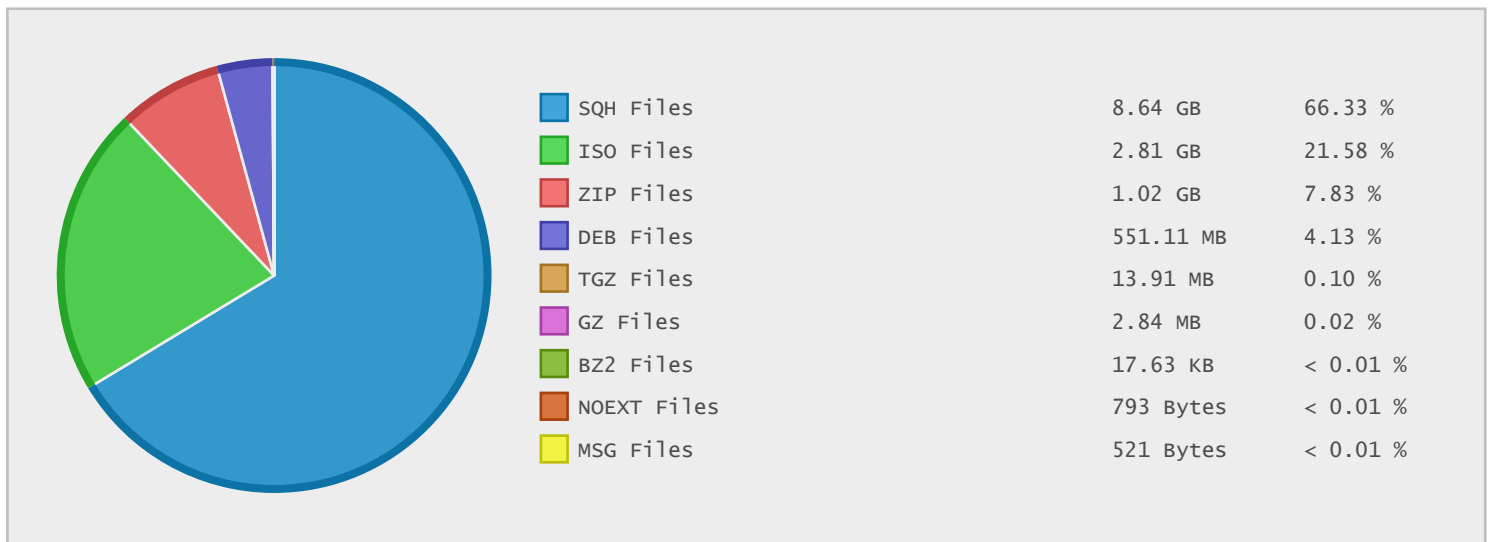 SQH Files 8.64 GB 66.33 %
ISO Files 2.81 GB 21.58 %
ZIP Files 1.02 GB 7.83 %
DEB Files 551.11 MB 4.13 %
TGZ Files 13.91 MB 0.10 %
GZ Files 2.84 MB 0.02 %
BZ2 Files 17.63 KB < 0.01 %
NOEXT Files 793 Bytes < 0.01 %
MSG Files 521 Bytes < 0.01 %